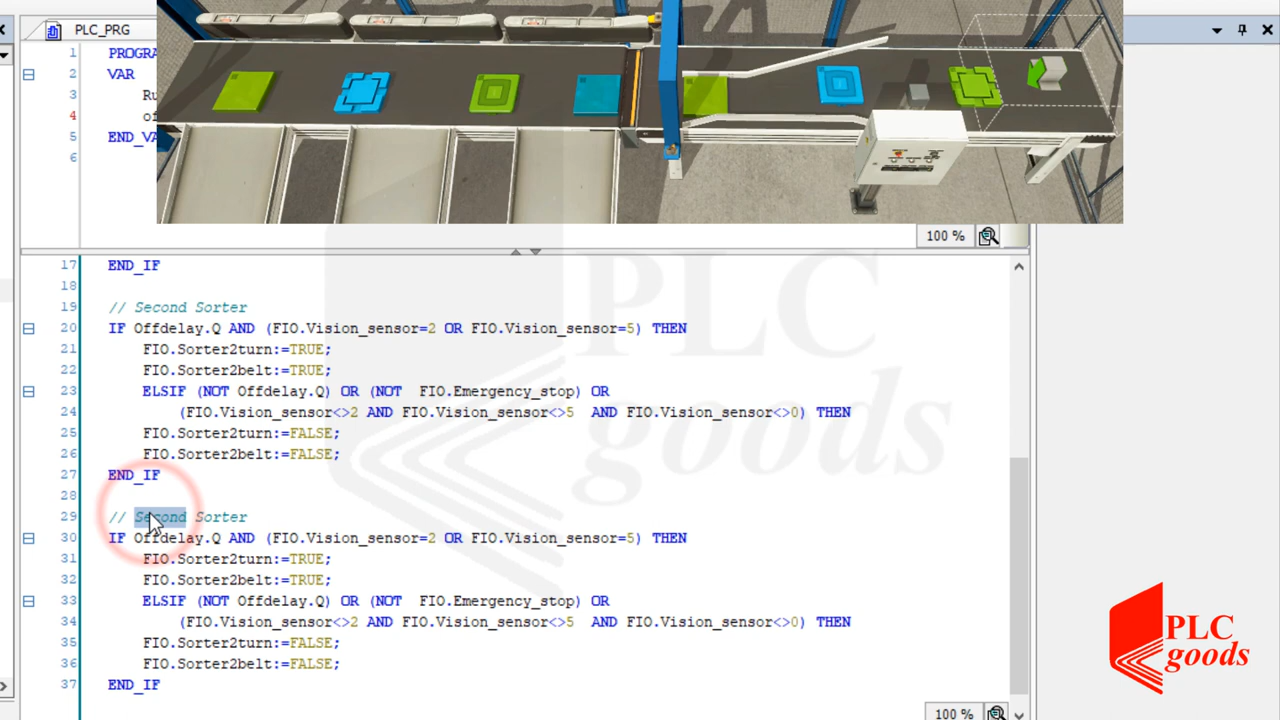 PLC_PRG
1 PROGRA
2 VAR
3 Ru
4 of
5 END_VA
6
100 %
17 END_IF
18
19 // Second Sorter
20 IF Offdelay.Q AND (FIO.Vision_sensor=2 OR FIO.Vision_sensor=5) THEN
21 FIO.Sorter2turn:=TRUE;
22 FIO.Sorter2belt:=TRUE;
23 ELSIF (NOT Offdelay.Q) OR (NOT FIO.Emergency_stop) OR
24 (FIO.Vision_sensor<>2 AND FIO.Vision_sensor<>5 AND FIO.Vision_sensor<>0) THEN
25 FIO.Sorter2turn:=FALSE;
26 FIO.Sorter2belt:=FALSE;
27 END_IF
28
29 // Second Sorter
30 IF Offdelay.Q AND (FIO.Vision_sensor=2 OR FIO.Vision_sensor=5) THEN
31 FIO.Sorter2turn:=TRUE;
32 FIO.Sorter2belt:=TRUE;
33 ELSIF (NOT Offdelay.Q) OR (NOT FIO.Emergency_stop) OR
34 (FIO.Vision_sensor<>2 AND FIO.Vision_sensor<>5 AND FIO.Vision_sensor<>0) THEN
35 FIO.Sorter2turn:=FALSE;
36 FIO.Sorter2belt:=FALSE;
37 END_IF
100 %
PLC
goods
PLC
goods